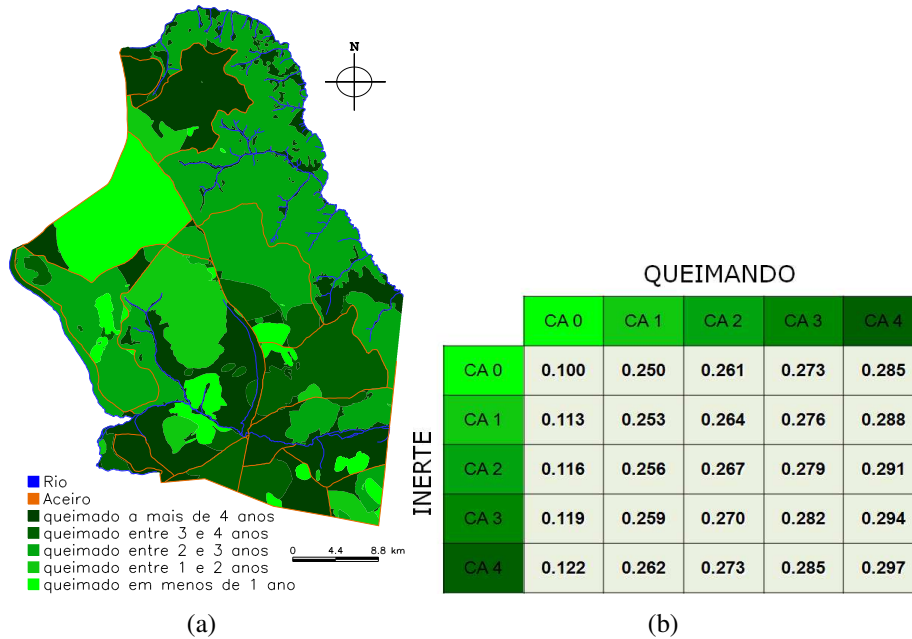 N
Rio
Aceiro
queimado a mais de 4 anos
queimado entre 3 e 4 anos
queimado entre 2 e 3 anos
queimado entre 1 e 2 anos
queimado em menos de 1 ano
0 4.4 8.8 km
(a)
QUEIMANDO
INERTE
CA 0 CA 1 CA 2 CA 3 CA 4
CA 0 0.100 0.250 0.261 0.273 0.285
CA 1 0.113 0.253 0.264 0.276 0.288
CA 2 0.116 0.256 0.267 0.279 0.291
CA 3 0.119 0.259 0.270 0.282 0.294
CA 4 0.122 0.262 0.273 0.285 0.297
(b)